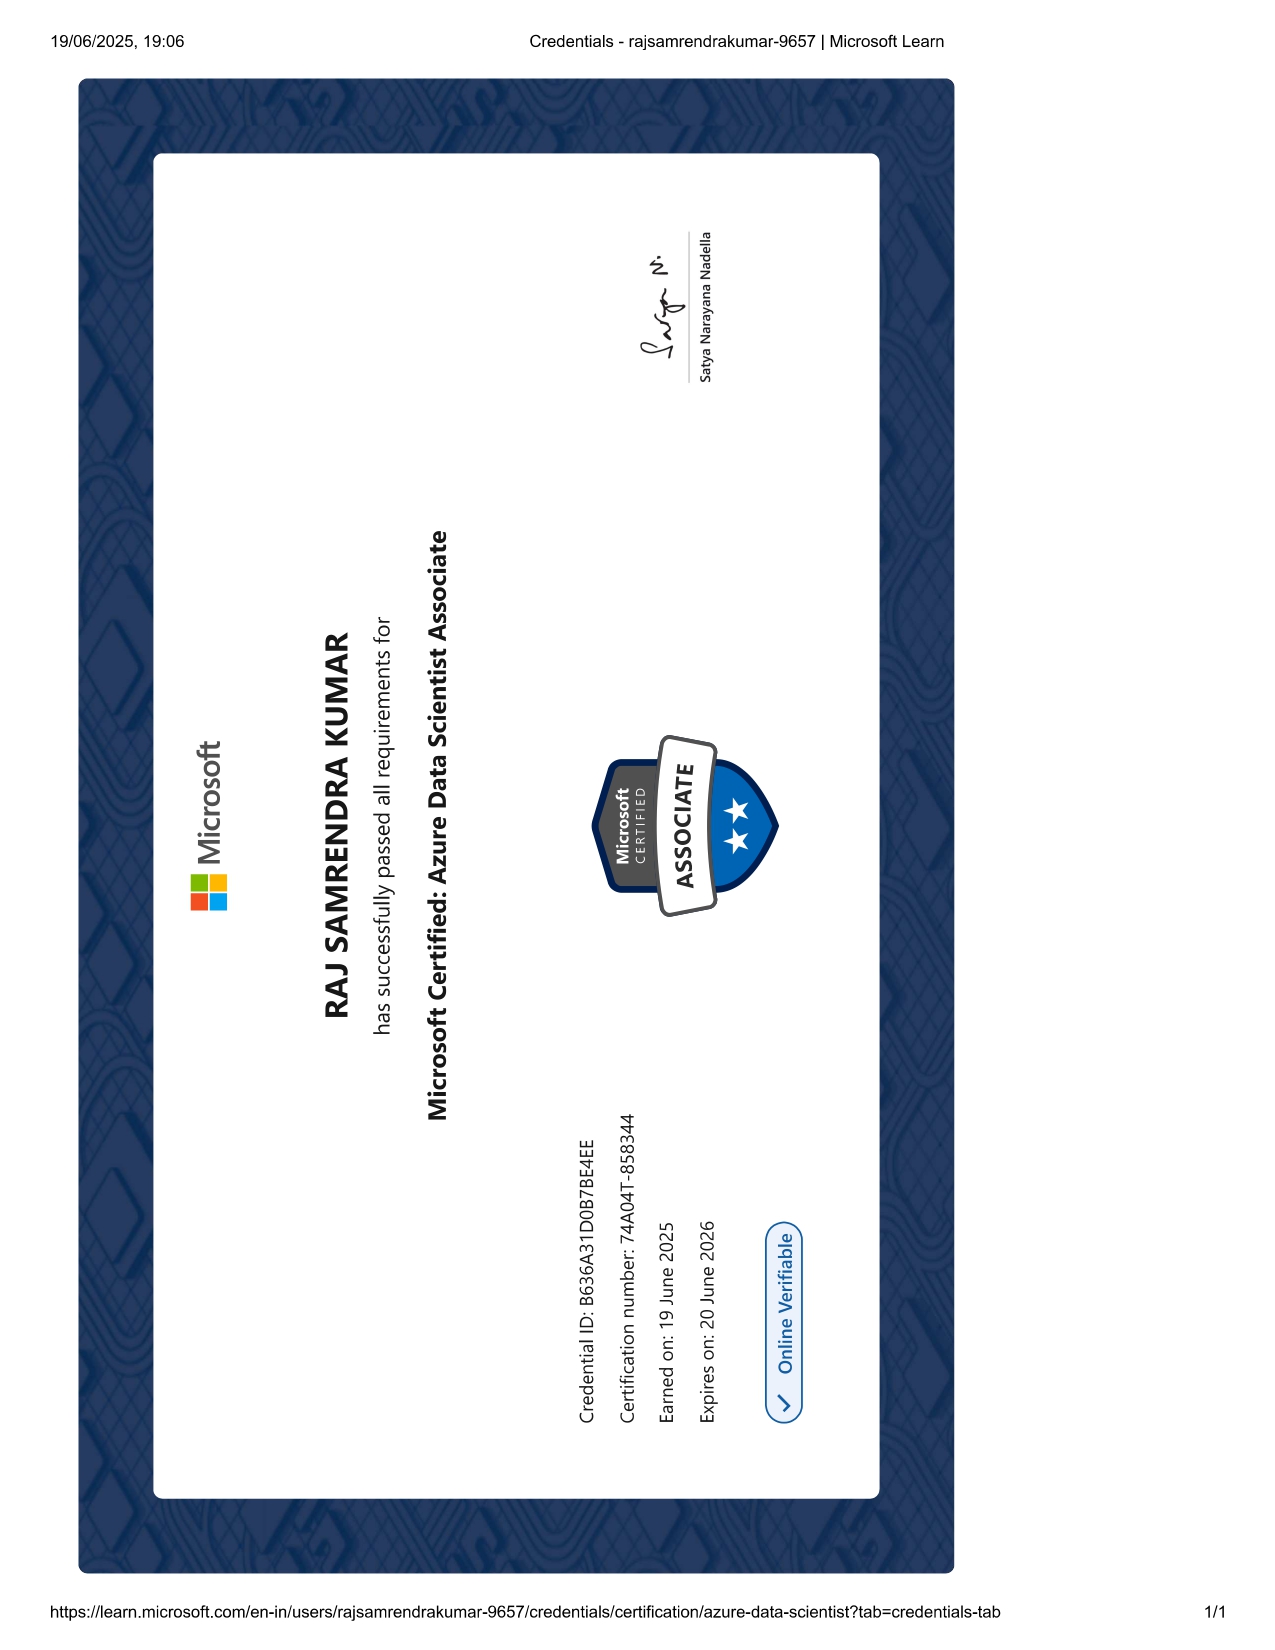 19/06/2025, 19:06
Credentials - rajsamrendrakumar-9657 | Microsoft Learn
Microsoft
RAJ SAMRENDRA KUMAR
has successfully passed all requirements for
Microsoft Certified: Azure Data Scientist Associate
Credential ID: B636A31D0B7BE4EE
Certification number: 74A04T-858344
Earned on: 19 June 2025
Expires on: 20 June 2026
Online Verifiable
Microsoft
CERTIFIED
ASSOCIATE
Satya N.
Satya Narayana Nadella
https://learn.microsoft.com/en-in/users/rajsamrendrakumar-9657/credentials/certification/azure-data-scientist?tab=credentials-tab
1/1